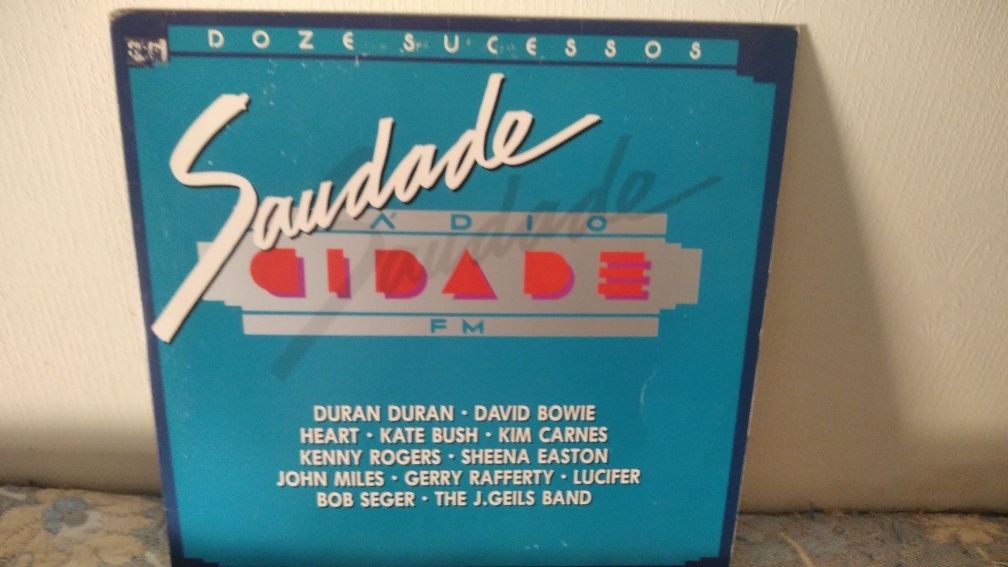 DOZE SUCESSOS
Saudade
RÁDIO
CIDADE
FM
DURAN DURAN · DAVID BOWIE
HEART · KATE BUSH · KIM CARNES
KENNY ROGERS · SHEENA EASTON
JOHN MILES · GERRY RAFFERTY · LUCIFER
BOB SEGER · THE J.GEILS BAND